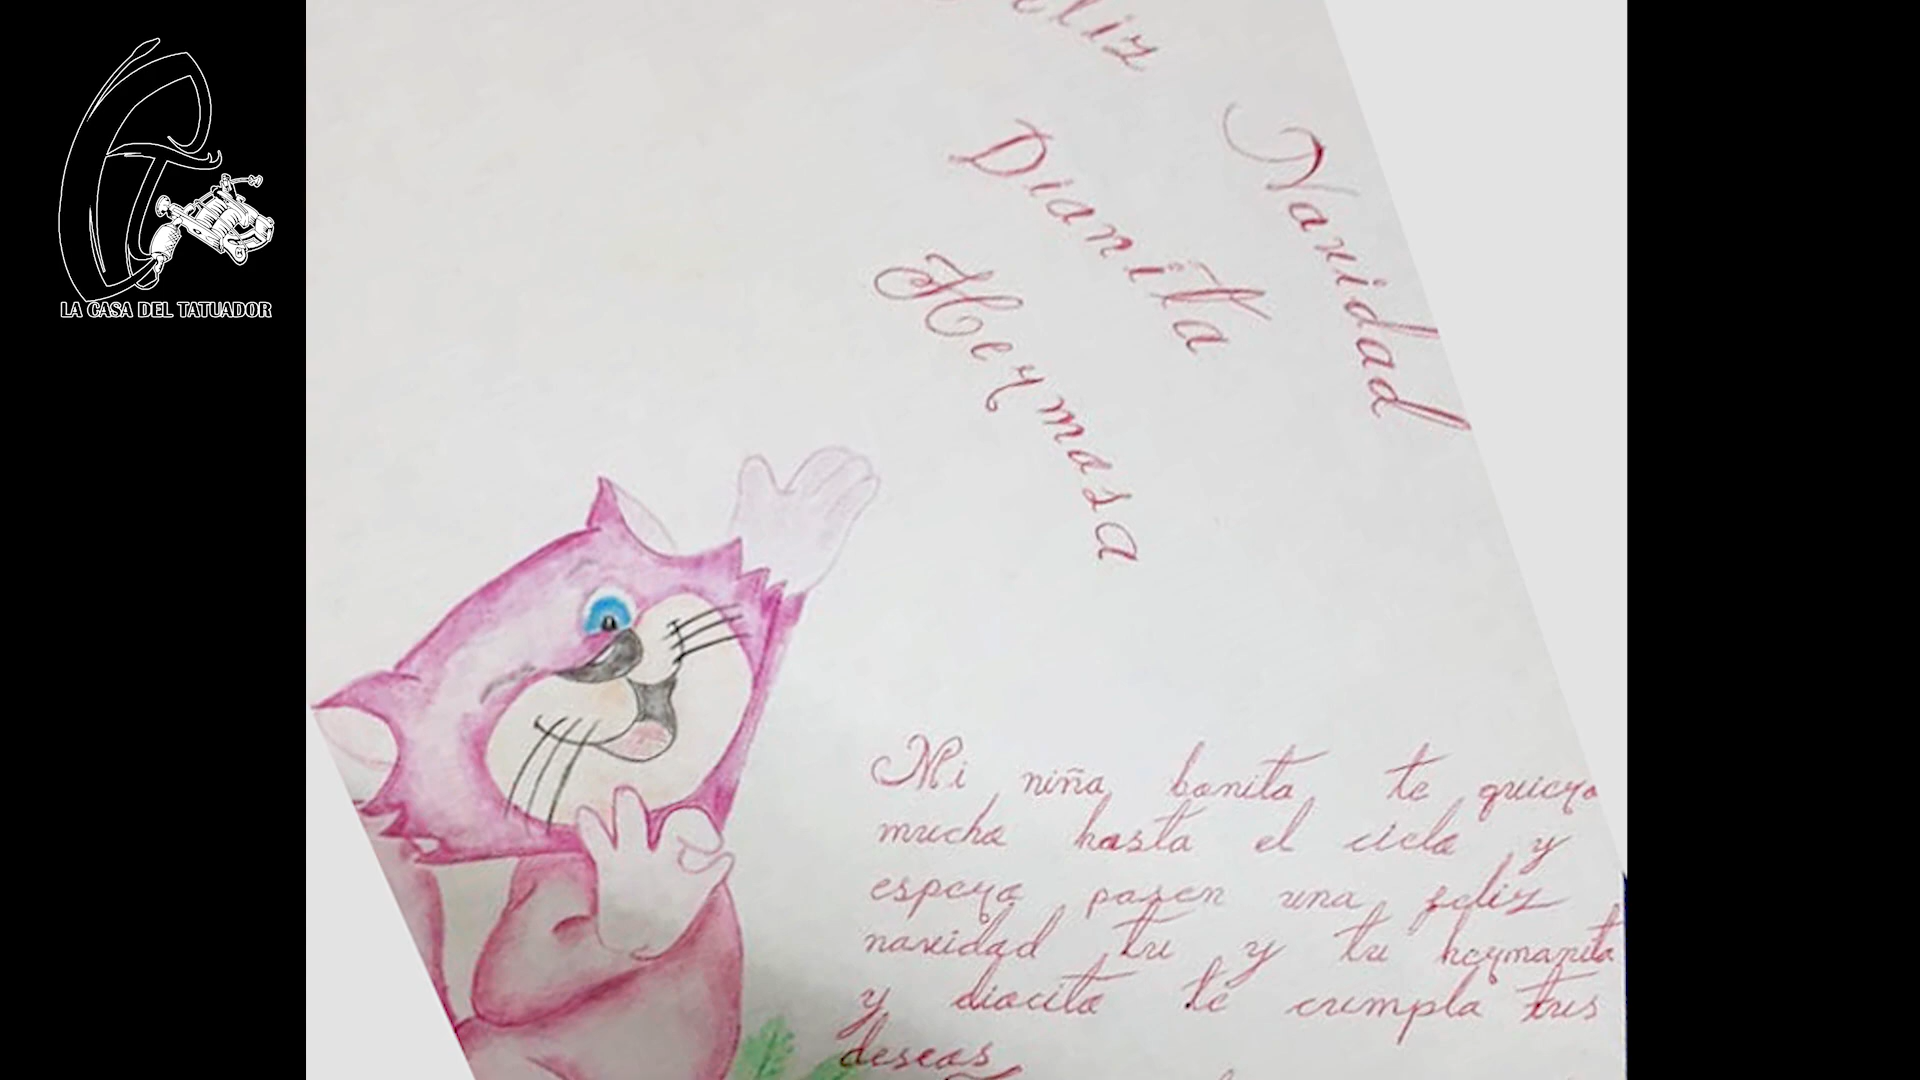 LA CASA DEL TATUADOR
Feliz
Navidad
Dianita
Hermosa
Mi niña bonita te quiero
mucho hasta el cielo y
espero pasen una feliz
navidad tu y tu hermanita
y diocito te cumpla tus
deseos